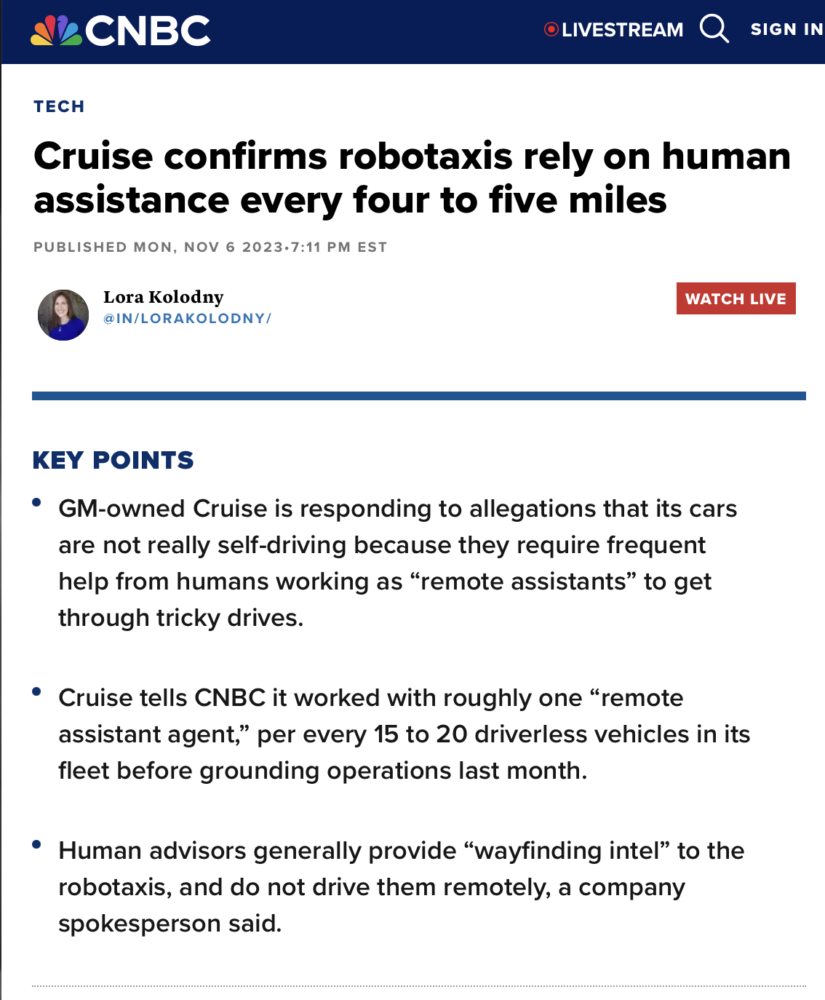 CNBC
LIVESTREAM
SIGN IN
TECH
Cruise confirms robotaxis rely on human
assistance every four to five miles
PUBLISHED MON, NOV 6 2023•7:11 PM EST
Lora Kolodny
@IN/LORAKOLODNY/
WATCH LIVE
KEY POINTS
• GM-owned Cruise is responding to allegations that its cars
are not really self-driving because they require frequent
help from humans working as “remote assistants” to get
through tricky drives.
• Cruise tells CNBC it worked with roughly one “remote
assistant agent,” per every 15 to 20 driverless vehicles in its
fleet before grounding operations last month.
• Human advisors generally provide “wayfinding intel” to the
robotaxis, and do not drive them remotely, a company
spokesperson said.